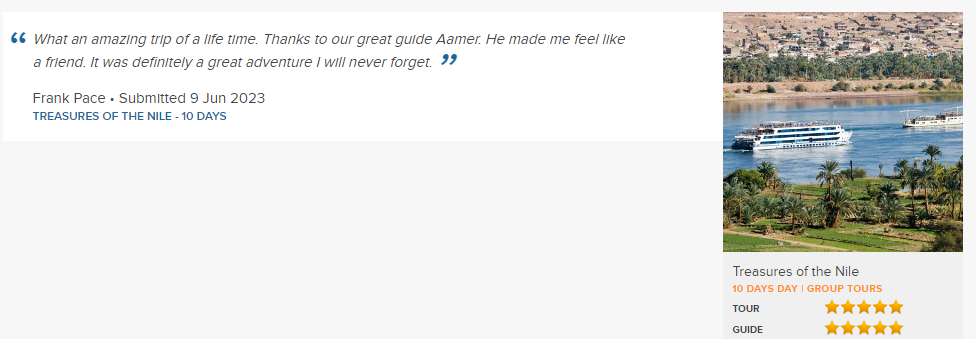 “ What an amazing trip of a life time. Thanks to our great guide Aamer. He made me feel like
a friend. It was definitely a great adventure I will never forget. ”
Frank Pace • Submitted 9 Jun 2023
TREASURES OF THE NILE - 10 DAYS
Treasures of the Nile
10 DAYS DAY | GROUP TOURS
TOUR
GUIDE